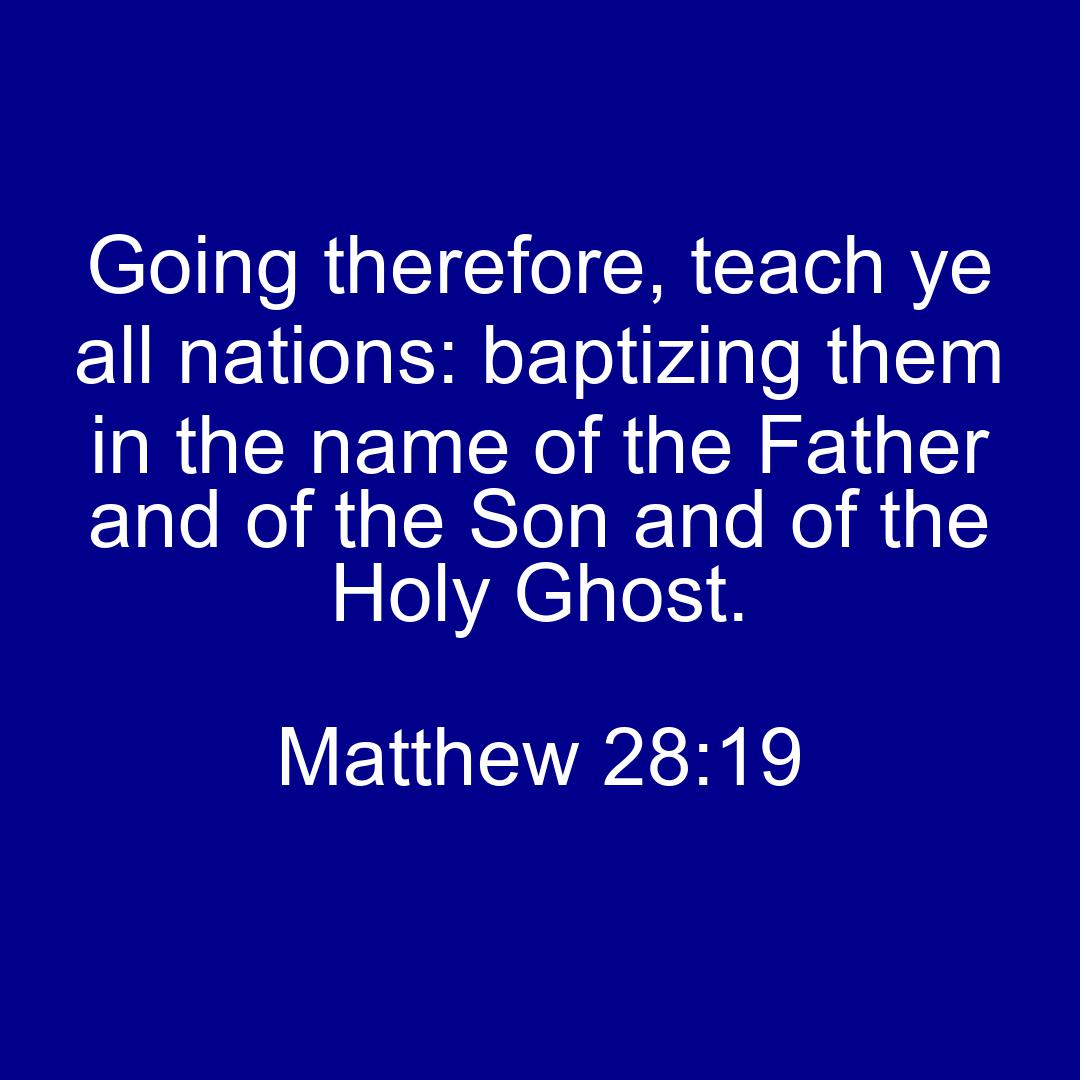 Going therefore, teach ye
all nations: baptizing them
in the name of the Father
and of the Son and of the
Holy Ghost.
Matthew 28:19